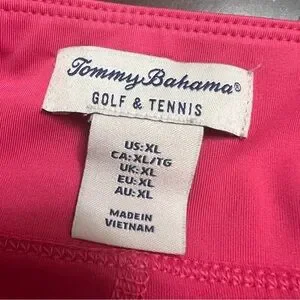 Tommy Bahama®
GOLF & TENNIS
US: XL
CA: XL/TG
UK: XL
EU: XL
AU: XL
MADE IN
VIETNAM